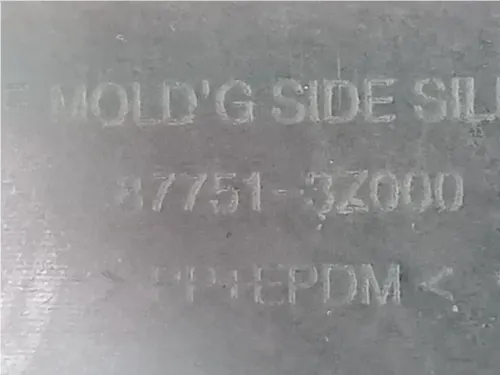 MOLD'G SIDE SIL
87751-3Z000
> PP+EPDM <